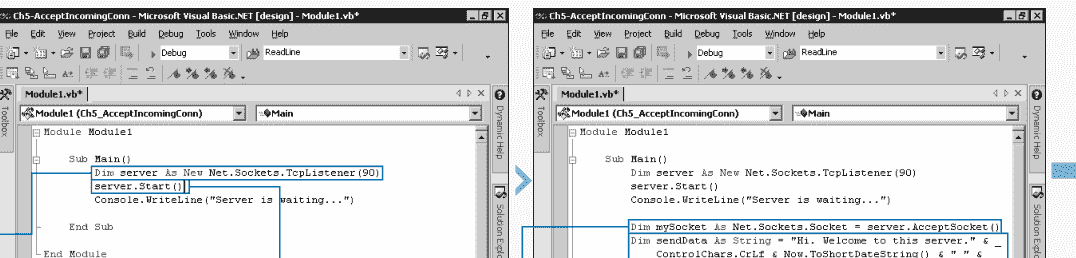 Ch5-AcceptIncomingConn - Microsoft Visual Basic.NET [design] - Module1.vb*
File Edit View Project Build Debug Tools Window Help
Debug ReadLine
Module1.vb*
Module1 (Ch5_AcceptIncomingConn) Main
Module Module1
Sub Main()
Dim server As New Net.Sockets.TcpListener(90)
server.Start()
Console.WriteLine("Server is waiting...")
End Sub
End Module
Toolbox
Dynamic Help
Solution Explo
Ch5-AcceptIncomingConn - Microsoft Visual Basic.NET [design] - Module1.vb*
File Edit View Project Build Debug Tools Window Help
Debug ReadLine
Module1.vb*
Module1 (Ch5_AcceptIncomingConn) Main
Module Module1
Sub Main()
Dim server As New Net.Sockets.TcpListener(90)
server.Start()
Console.WriteLine("Server is waiting...")
Dim mySocket As Net.Sockets.Socket = server.AcceptSocket()
Dim sendData As String = "Hi. Welcome to this server." & _
ControlChars.CrLf & Now.ToShortDateString() & " " &
Toolbox
Dynamic Help
Solution Explo